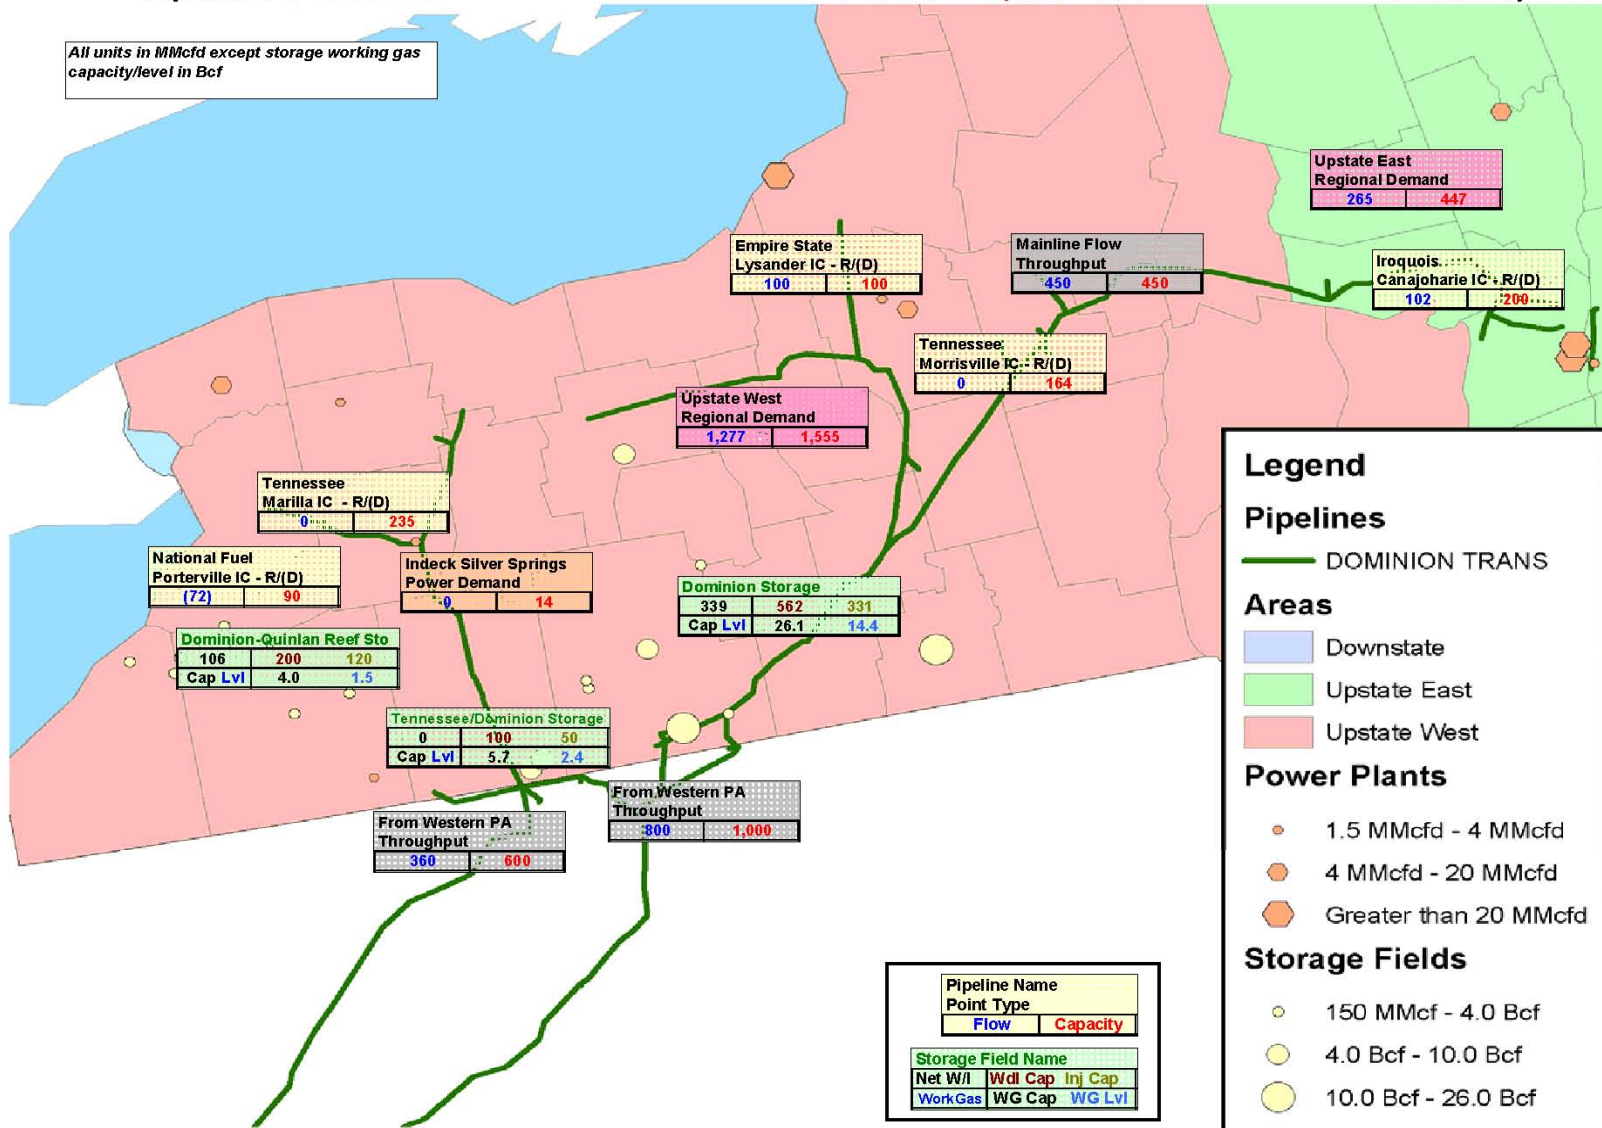 All units in MMcfd except storage working gas
capacity/level in Bcf
Upstate East
Regional Demand
265 447
Empire State
Lysander IC - R/(D)
100 100
Mainline Flow
Throughput
450 450
Iroquois
Canajoharie IC - R/(D)
102 200
Tennessee
Morrisville IC - R/(D)
0 164
Upstate West
Regional Demand
1,277 1,555
Tennessee
Marilla IC - R/(D)
0 235
National Fuel
Porterville IC - R/(D)
(72) 90
Indeck Silver Springs
Power Demand
0 14
Dominion Storage
339 562 331
Cap Lvl 26.1 14.4
Dominion-Quinlan Reef Sto
106 200 120
Cap Lvl 4.0 1.5
Tennessee/Dominion Storage
0 100 50
Cap Lvl 5.7 2.4
From Western PA
Throughput
800 1,000
From Western PA
Throughput
360 600
Legend
Pipelines
DOMINION TRANS
Areas
Downstate
Upstate East
Upstate West
Power Plants
1.5 MMcfd - 4 MMcfd
4 MMcfd - 20 MMcfd
Greater than 20 MMcfd
Storage Fields
150 MMcf - 4.0 Bcf
4.0 Bcf - 10.0 Bcf
10.0 Bcf - 26.0 Bcf
Pipeline Name
Point Type
Flow Capacity
Storage Field Name
Net W/I Wdl Cap Inj Cap
WorkGas WG Cap WG Lvl